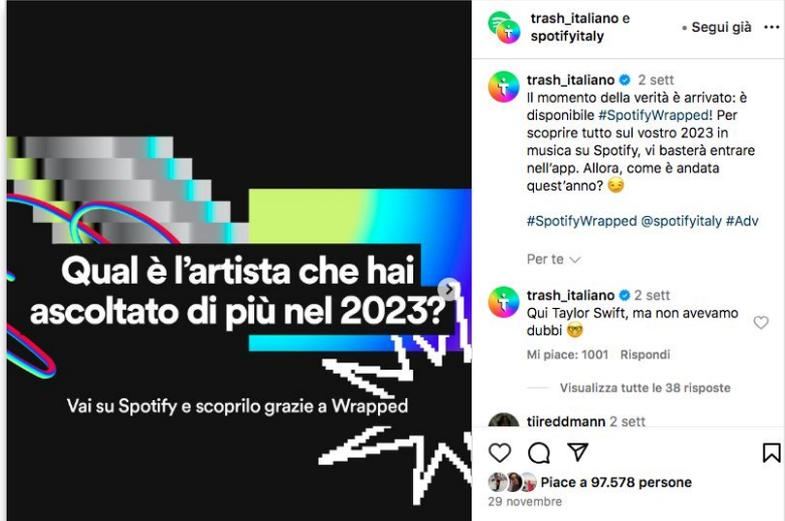 Qual è l'artista che hai
ascoltato di più nel 2023?
Vai su Spotify e scoprilo grazie a Wrapped
trash_italiano e
spotifyitaly
• Segui già
trash_italiano 2 sett
Il momento della verità è arrivato: è
disponibile #SpotifyWrapped! Per
scoprire tutto sul vostro 2023 in
musica su Spotify, vi basterà entrare
nell'app. Allora, come è andata
quest'anno? 😏
#SpotifyWrapped @spotifyitaly #Adv
Per te
trash_italiano 2 sett
Qui Taylor Swift, ma non avevamo
dubbi 🤓
Mi piace: 1001 Rispondi
Visualizza tutte le 38 risposte
tiireddmann 2 sett
Piace a 97.578 persone
29 novembre